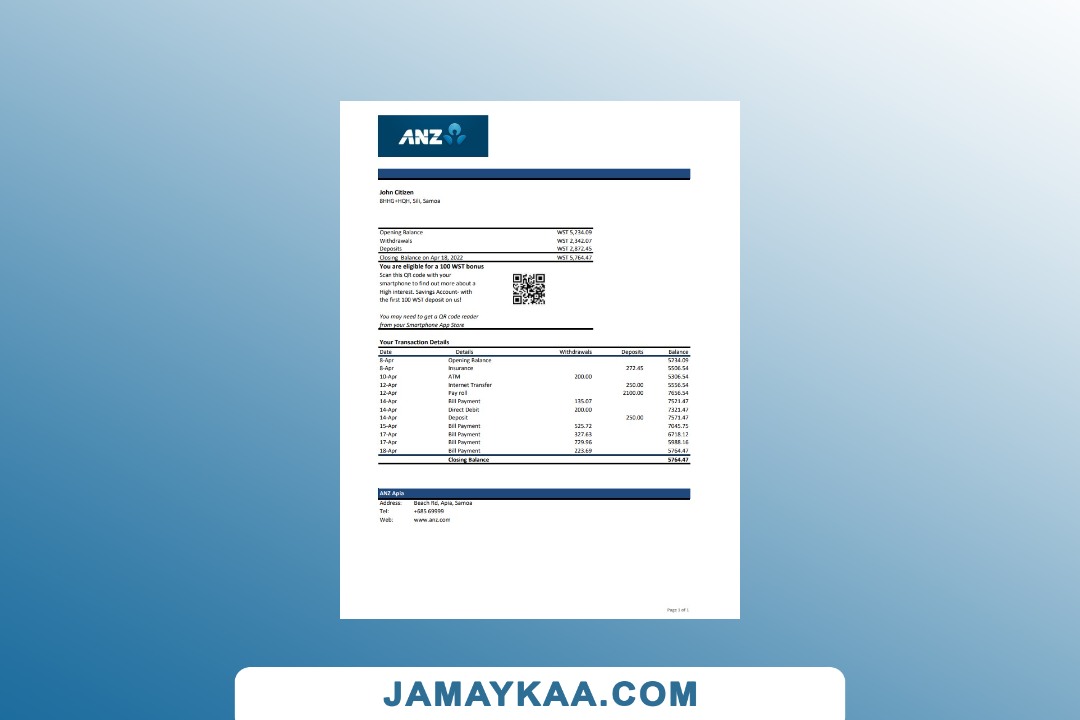 ANZ
John Citizen
8HHG+HQH, Sili, Samoa
Opening Balance WST 5,234.09
Withdrawals WST 2,342.07
Deposits WST 2,872.45
Closing Balance on Apr 18, 2022 WST 5,764.47
You are eligible for a 100 WST bonus
Scan this QR code with your
smartphone to find out more about a
High interest. Savings Account- with
the first 100 WST deposit on us!
You may need to get a QR code reader
from your Smartphone App Store
Your Transaction Details
Date Details Withdrawals Deposits Balance
8-Apr Opening Balance 5234.09
8-Apr Insurance 272.45 5506.54
10-Apr ATM 200.00 5306.54
12-Apr Internet Transfer 250.00 5556.54
12-Apr Pay roll 2100.00 7656.54
14-Apr Bill Payment 135.07 7521.47
14-Apr Direct Debit 200.00 7321.47
14-Apr Deposit 250.00 7571.47
15-Apr Bill Payment 525.72 7045.75
17-Apr Bill Payment 327.63 6718.12
17-Apr Bill Payment 729.96 5988.16
18-Apr Bill Payment 223.69 5764.47
Closing Balance 5764.47
ANZ Apia
Address: Beach Rd, Apia, Samoa
Tel: +685 69999
Web: www.anz.com
Page 1 of 1
JAMAYKAA.COM